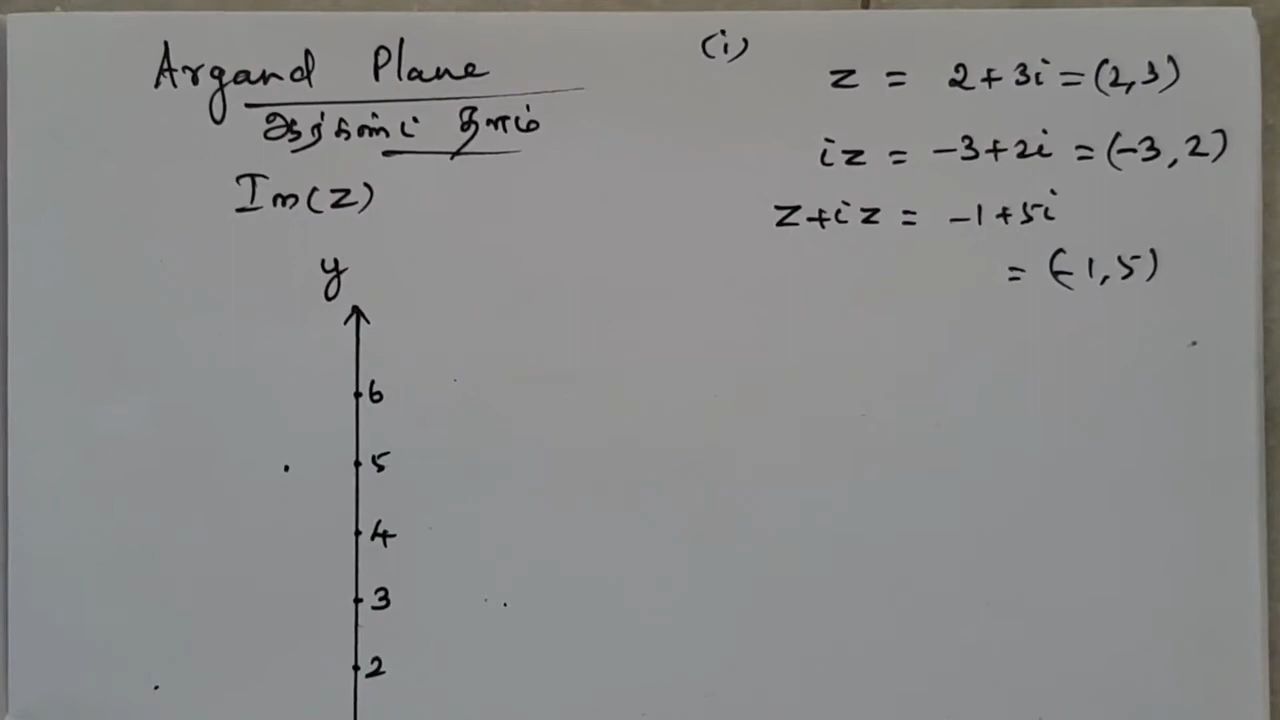 Argand Plane
ஆர்கண்ட் தளம்
Im(z)
y
6
5
4
3
2
(i)
z = 2+3i = (2,3)
iz = -3+2i = (-3, 2)
z+iz = -1+5i
= (-1,5)